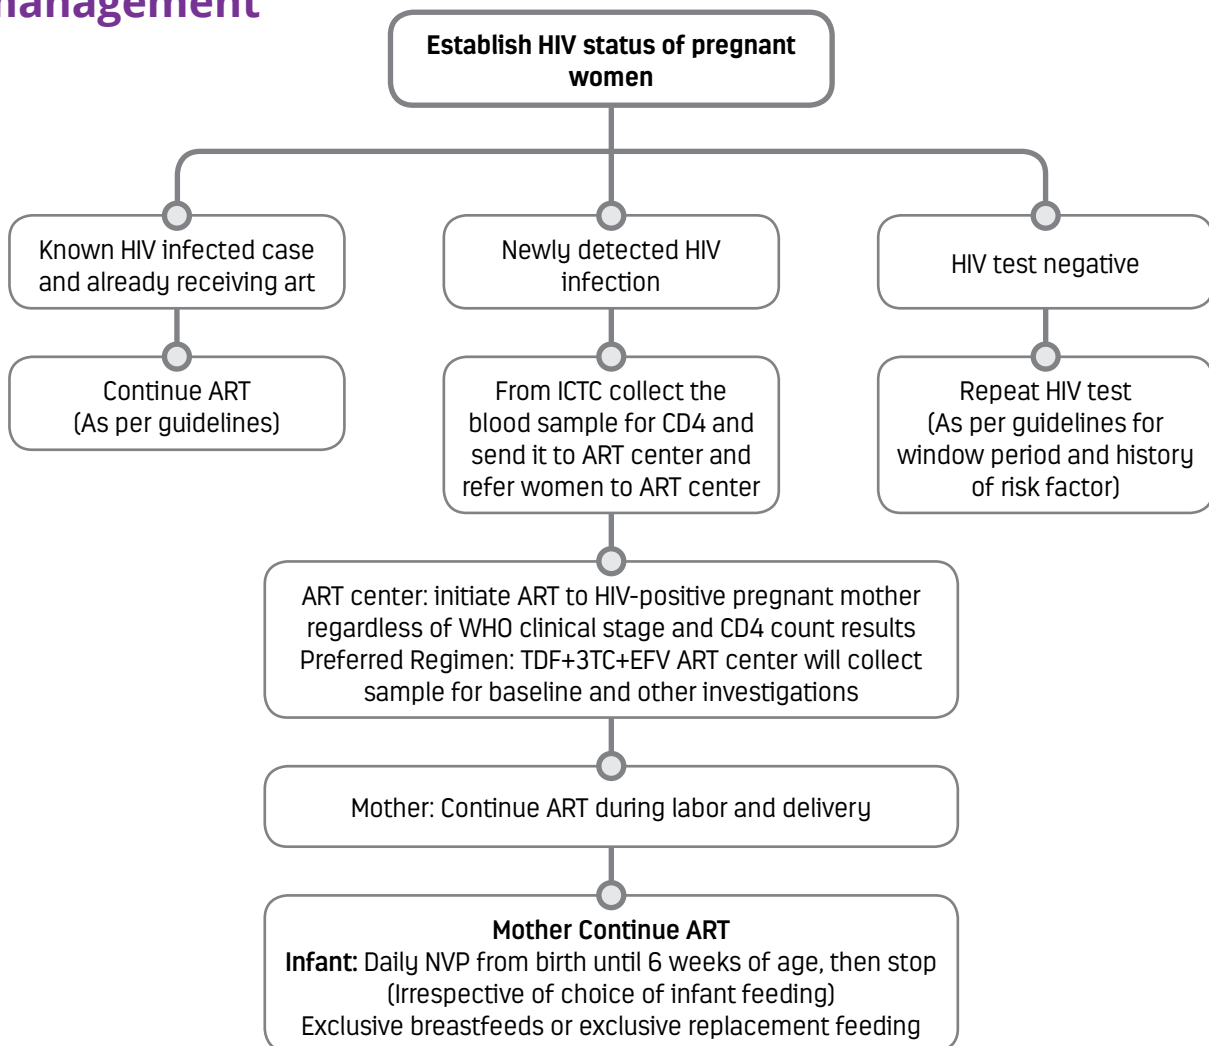 management
Establish HIV status of pregnant
women
Known HIV infected case
and already receiving art
Newly detected HIV
infection
HIV test negative
Continue ART
(As per guidelines)
From ICTC collect the
blood sample for CD4 and
send it to ART center and
refer women to ART center
Repeat HIV test
(As per guidelines for
window period and history
of risk factor)
ART center: initiate ART to HIV-positive pregnant mother
regardless of WHO clinical stage and CD4 count results
Preferred Regimen: TDF+3TC+EFV ART center will collect
sample for baseline and other investigations
Mother: Continue ART during labor and delivery
Mother Continue ART
Infant: Daily NVP from birth until 6 weeks of age, then stop
(Irrespective of choice of infant feeding)
Exclusive breastfeeds or exclusive replacement feeding